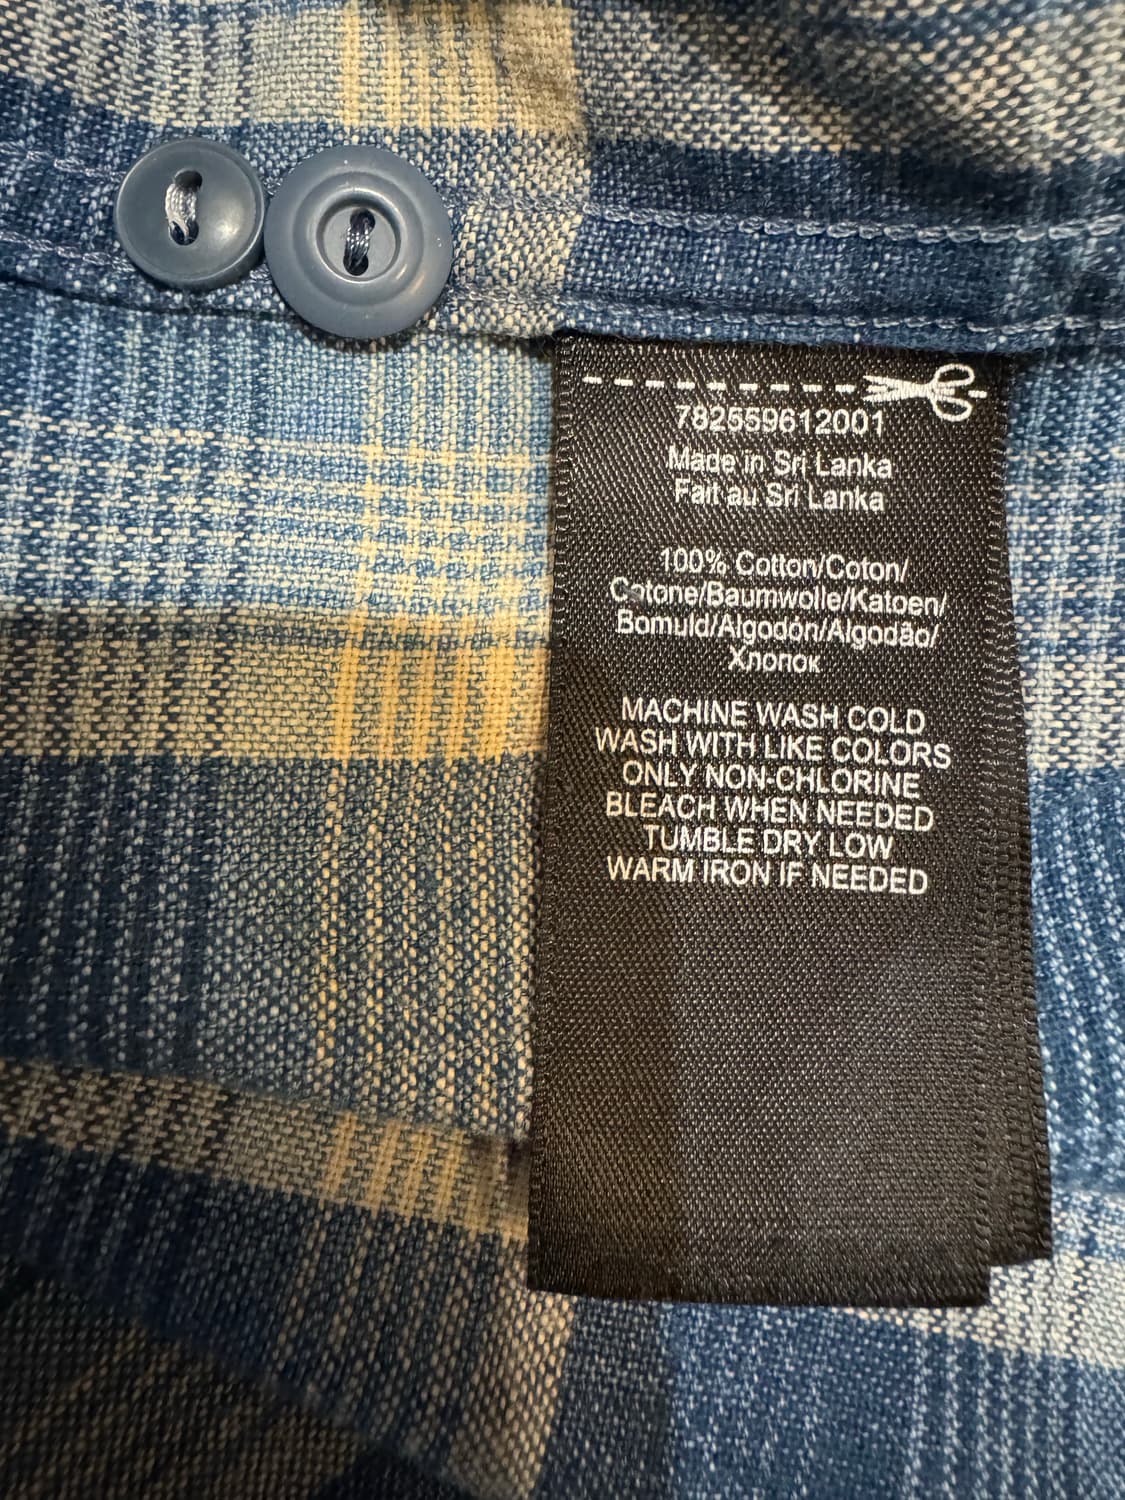 782559612001
Made in Sri Lanka
Fait au Sri Lanka
100% Cotton/Coton/
Cotone/Baumwolle/Katoen/
Bomuld/Algodón/Algodão/
Хлопок
MACHINE WASH COLD
WASH WITH LIKE COLORS
ONLY NON-CHLORINE
BLEACH WHEN NEEDED
TUMBLE DRY LOW
WARM IRON IF NEEDED